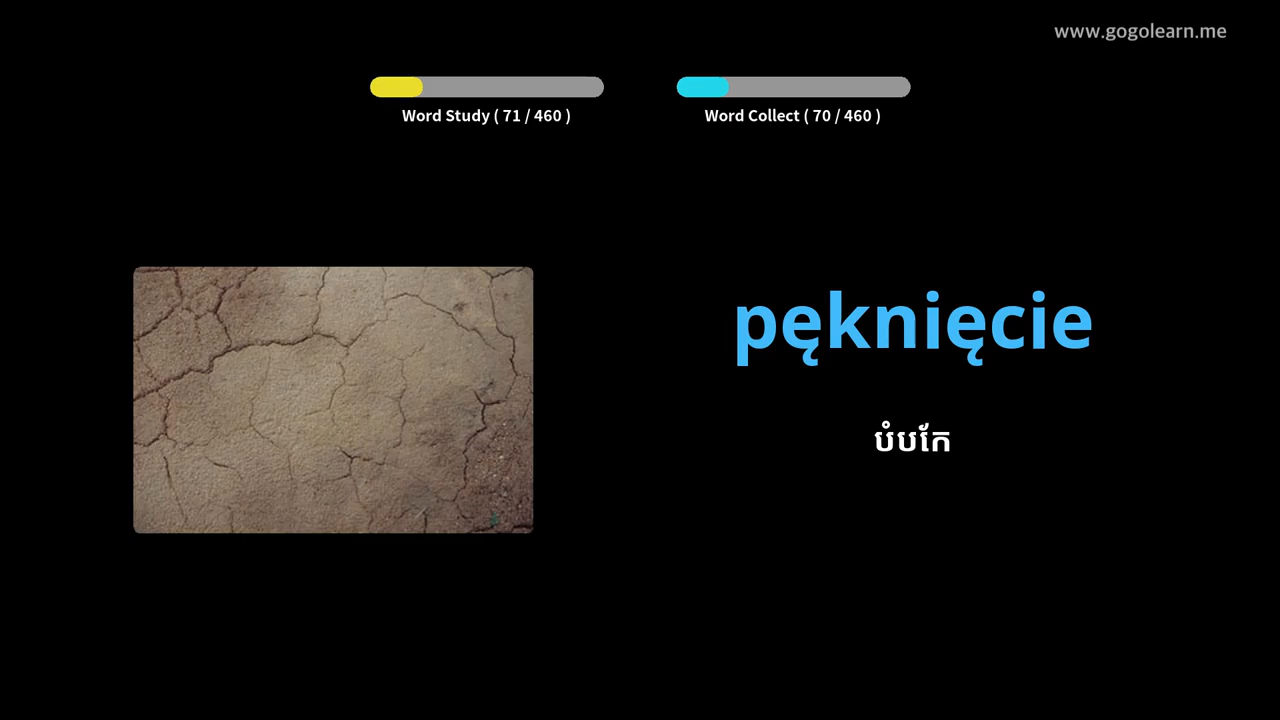 www.gogolearn.me
Word Study ( 71 / 460 )
Word Collect ( 70 / 460 )
pęknięcie
បំបកែ